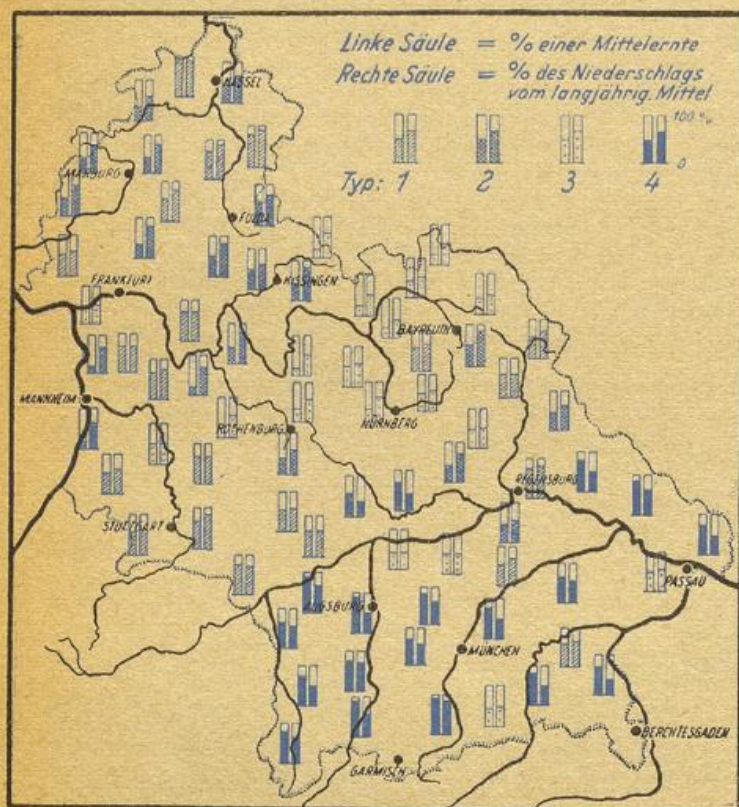 Linke Säule = % einer Mittelernte
Rechte Säule = % des Niederschlags
vom langjährig. Mittel
100 %
0
Typ: 1 2 3 4
KASSEL
MARBURG
FULDA
FRANKFURT
KISSINGEN
BAYREUTH
MANNHEIM
ROTHENBURG
NÜRNBERG
STUTTGART
REGENSBURG
PASSAU
AUGSBURG
MÜNCHEN
BERCHTESGADEN
GARMISCH